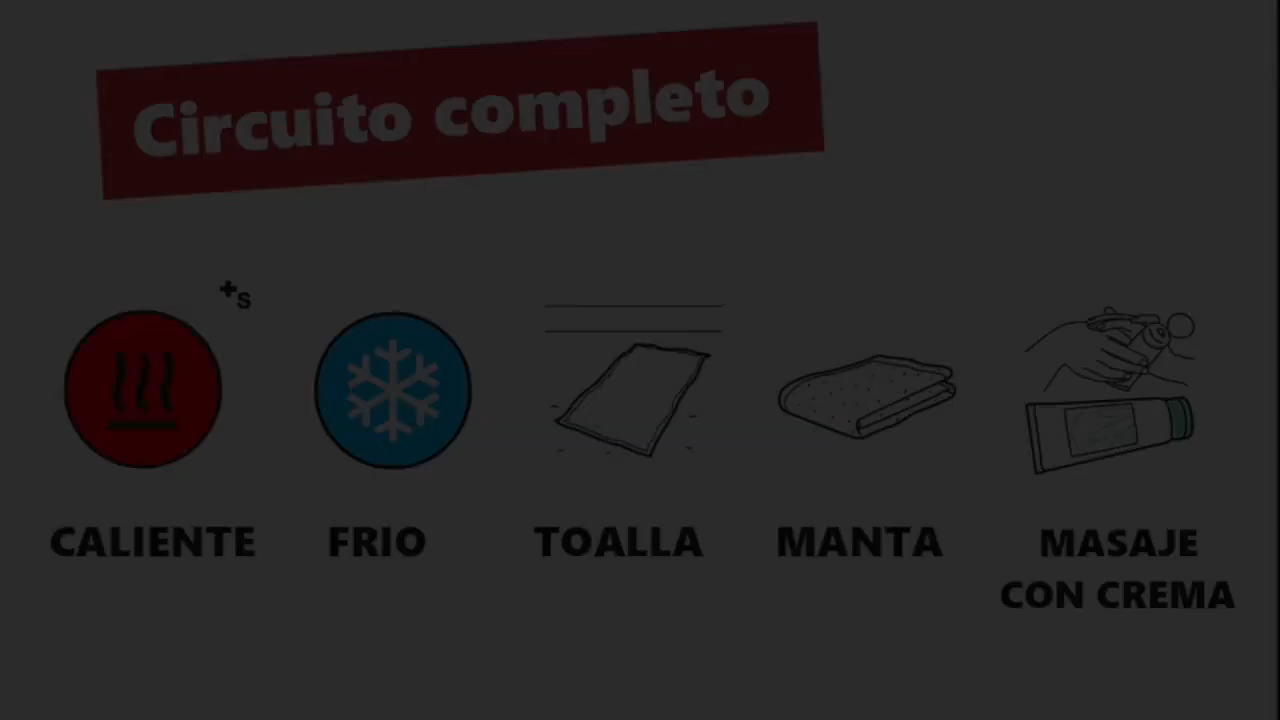 Circuito completo
+s
CALIENTE
FRIO
TOALLA
MANTA
MASAJE
CON CREMA